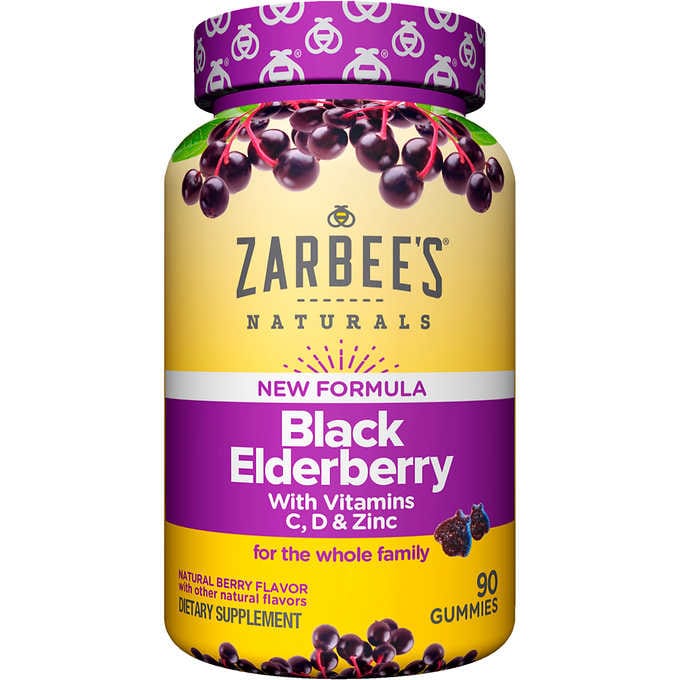 ZARBEE'S®
NATURALS
NEW FORMULA
Black
Elderberry
With Vitamins
C, D & Zinc
for the whole family
NATURAL BERRY FLAVOR
with other natural flavors
DIETARY SUPPLEMENT
90
GUMMIES